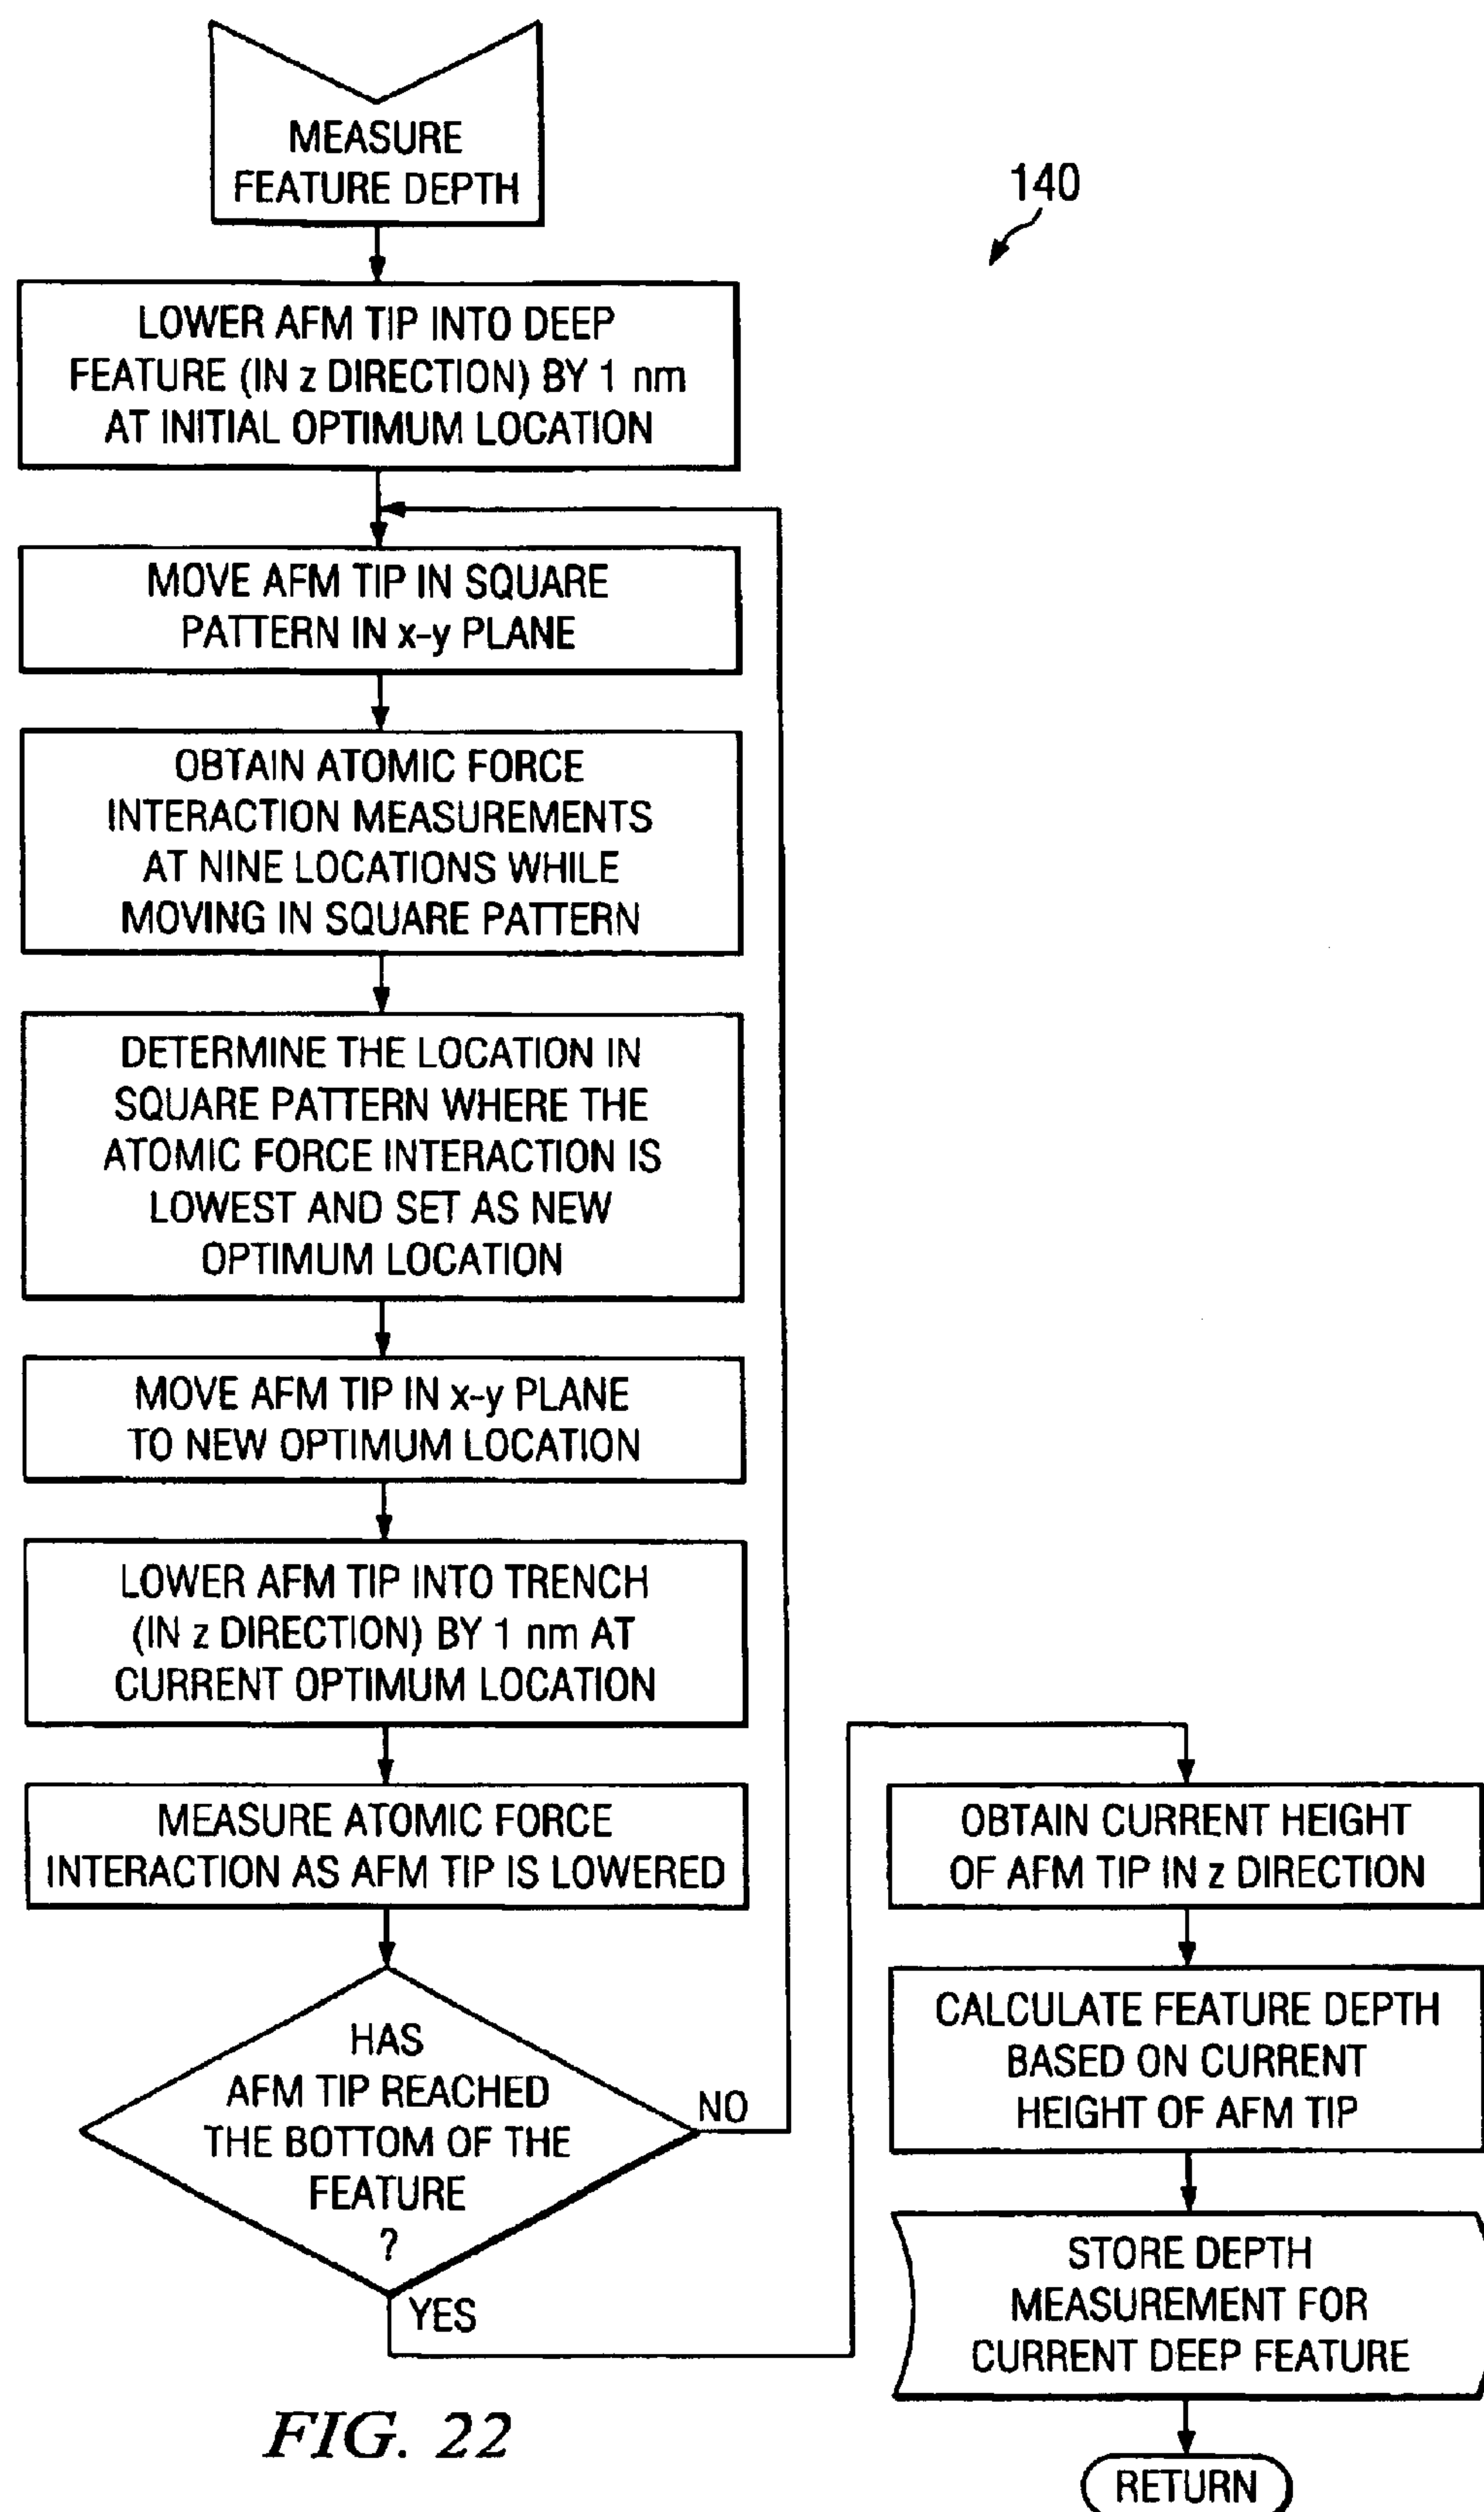 MEASURE
FEATURE DEPTH
140
LOWER AFM TIP INTO DEEP
FEATURE (IN z DIRECTION) BY 1 nm
AT INITIAL OPTIMUM LOCATION
MOVE AFM TIP IN SQUARE
PATTERN IN x-y PLANE
OBTAIN ATOMIC FORCE
INTERACTION MEASUREMENTS
AT NINE LOCATIONS WHILE
MOVING IN SQUARE PATTERN
DETERMINE THE LOCATION IN
SQUARE PATTERN WHERE THE
ATOMIC FORCE INTERACTION IS
LOWEST AND SET AS NEW
OPTIMUM LOCATION
MOVE AFM TIP IN x-y PLANE
TO NEW OPTIMUM LOCATION
LOWER AFM TIP INTO TRENCH
(IN z DIRECTION) BY 1 nm AT
CURRENT OPTIMUM LOCATION
MEASURE ATOMIC FORCE
INTERACTION AS AFM TIP IS LOWERED
HAS
AFM TIP REACHED
THE BOTTOM OF THE
FEATURE
?
NO
YES
OBTAIN CURRENT HEIGHT
OF AFM TIP IN z DIRECTION
CALCULATE FEATURE DEPTH
BASED ON CURRENT
HEIGHT OF AFM TIP
STORE DEPTH
MEASUREMENT FOR
CURRENT DEEP FEATURE
RETURN
FIG. 22